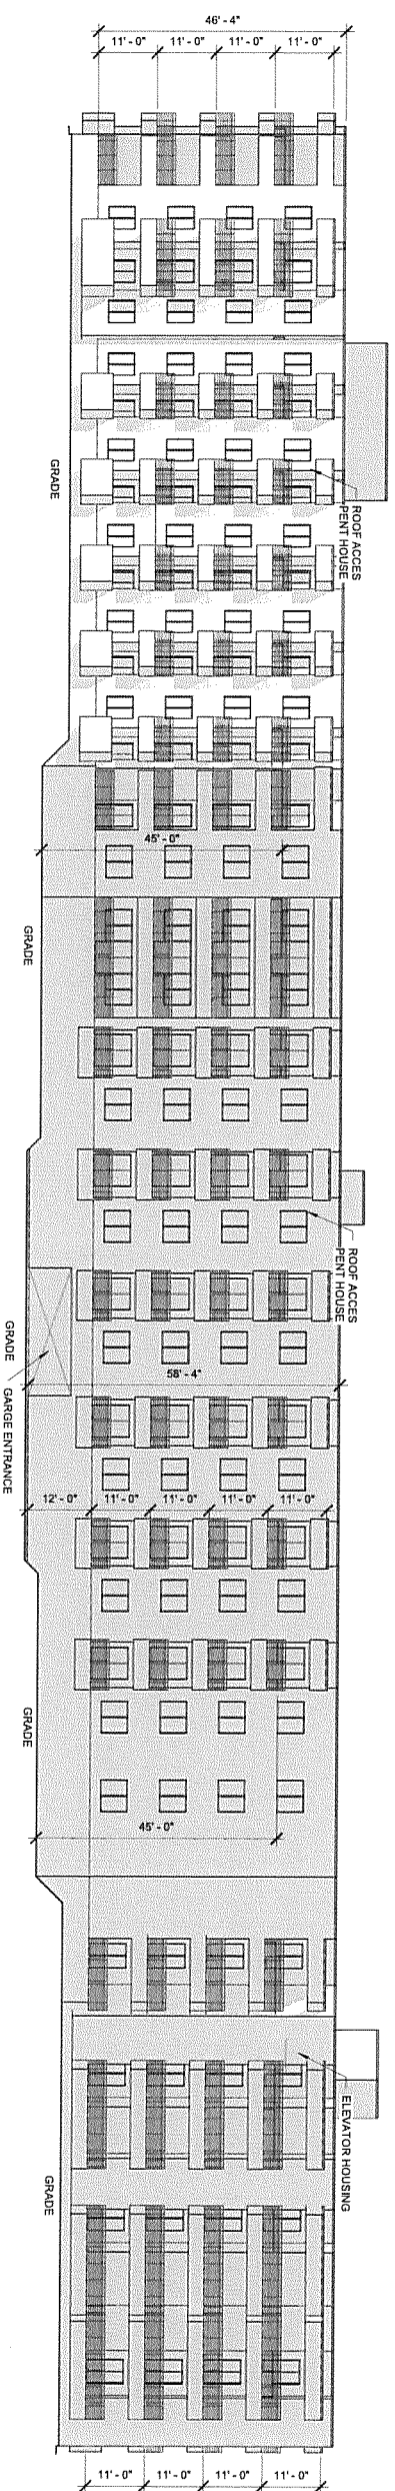 46' - 4"
11' - 0"
11' - 0"
11' - 0"
11' - 0"
GRADE
ROOF ACCES
PENT HOUSE
45' - 0"
GRADE
ROOF ACCES
PENT HOUSE
58' - 4"
GRADE
GARGE ENTRANCE
12' - 0"
11' - 0"
11' - 0"
11' - 0"
11' - 0"
GRADE
45' - 0"
ELEVATOR HOUSING
GRADE
11' - 0"
11' - 0"
11' - 0"
11' - 0"